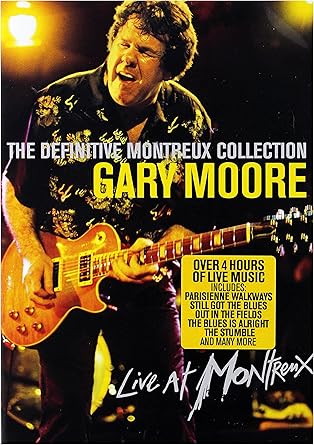 THE DEFINITIVE MONTREUX COLLECTION
GARY MOORE
OVER 4 HOURS
OF LIVE MUSIC
INCLUDES:
PARISIENNE WALKWAYS
STILL GOT THE BLUES
OUT IN THE FIELDS
THE BLUES IS ALRIGHT
THE STUMBLE
AND MANY MORE
Live At Montreux